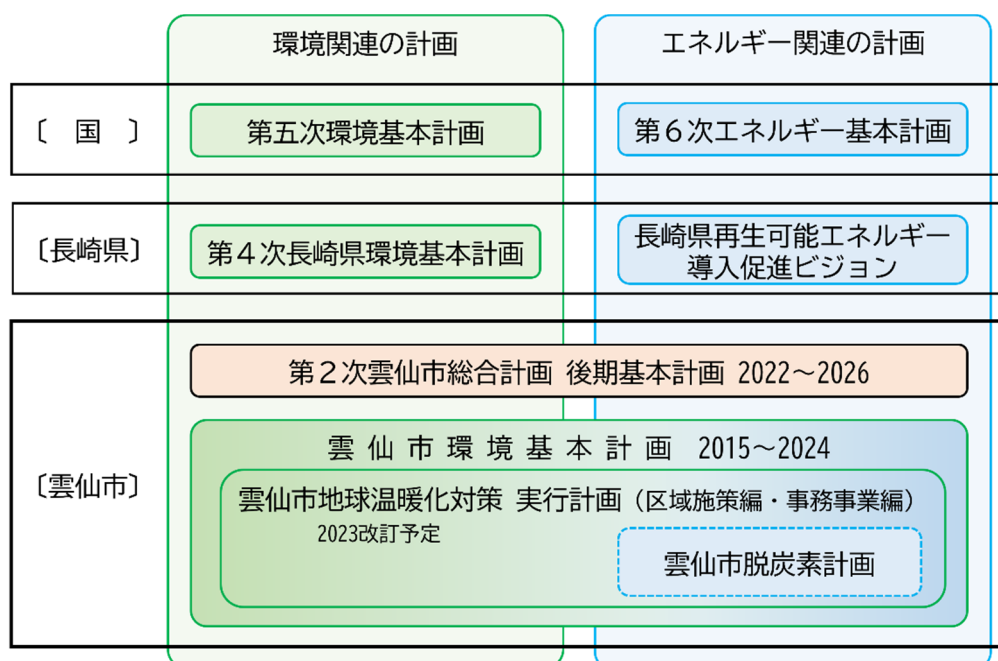 環境関連の計画
エネルギー関連の計画
〔 国 〕
第五次環境基本計画
第６次エネルギー基本計画
〔長崎県〕
第４次長崎県環境基本計画
長崎県再生可能エネルギー
導入促進ビジョン
〔雲仙市〕
第２次雲仙市総合計画 後期基本計画 2022～2026
雲仙市環境基本計画 2015～2024
雲仙市地球温暖化対策 実行計画（区域施策編・事務事業編）
2023改訂予定
雲仙市脱炭素計画